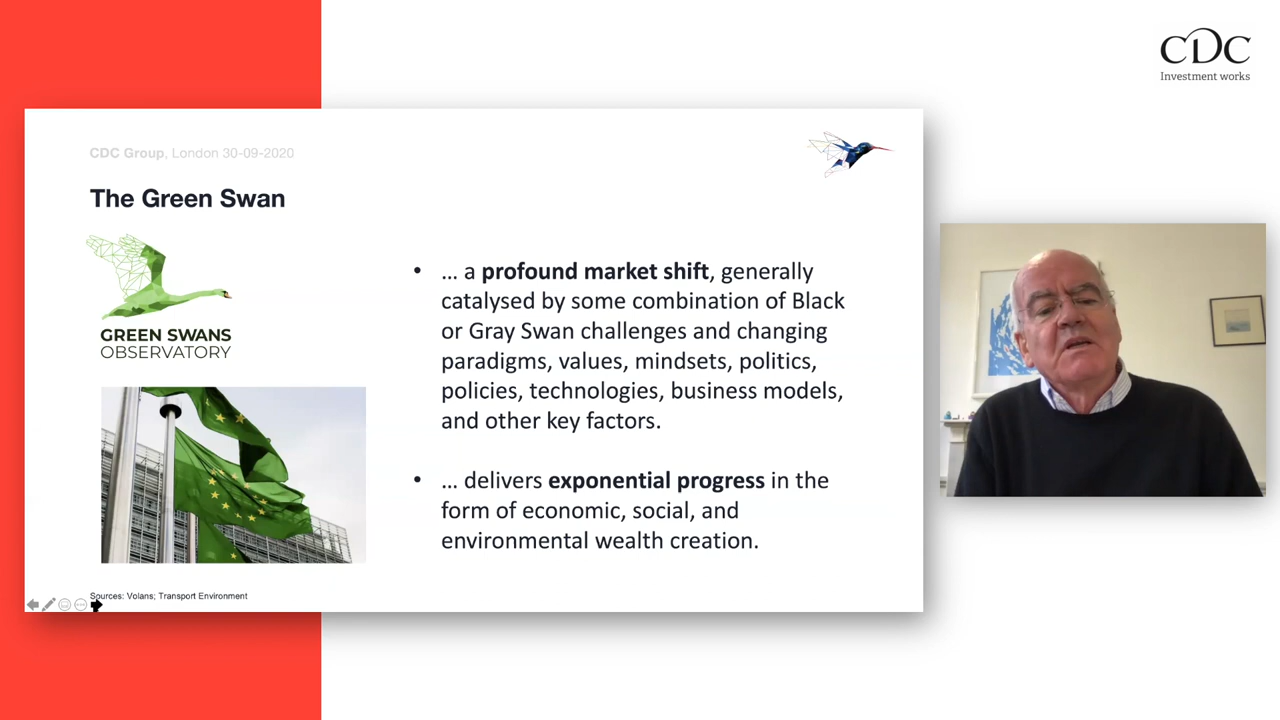 CDC
Investment works
CDC Group, London 30-09-2020
The Green Swan
GREEN SWANS
OBSERVATORY
• … a profound market shift, generally
catalysed by some combination of Black
or Gray Swan challenges and changing
paradigms, values, mindsets, politics,
policies, technologies, business models,
and other key factors.
• … delivers exponential progress in the
form of economic, social, and
environmental wealth creation.
Sources: Volans; Transport Environment